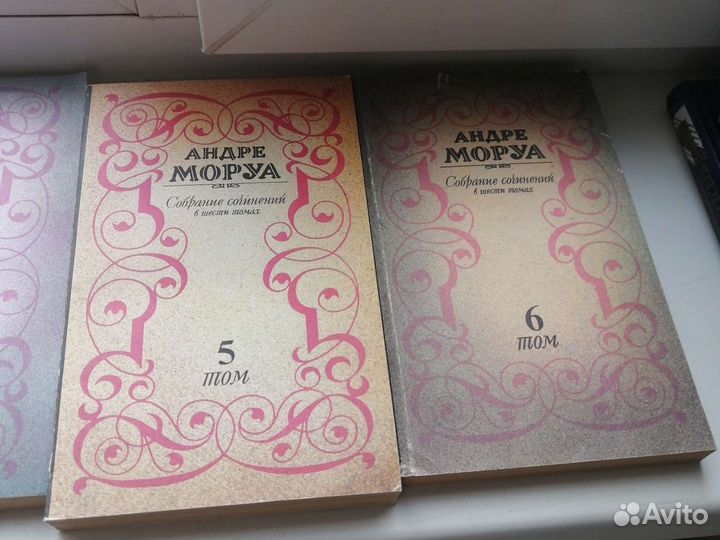 АНДРЕ
МОРУА
Собрание сочинений
в шести томах
5
том
АНДРЕ
МОРУА
Собрание сочинений
в шести томах
6
том
Avito